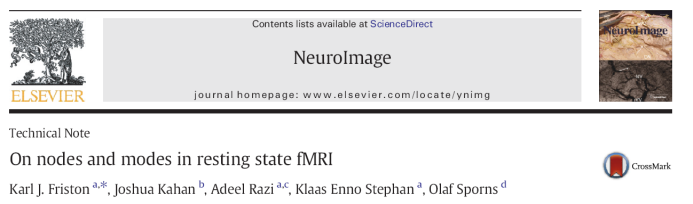 Contents lists available at ScienceDirect
NeuroImage
NeuroImage
ELSEVIER
journal homepage: www.elsevier.com/locate/ynimg
Technical Note
On nodes and modes in resting state fMRI
CrossMark
Karl J. Friston a,*, Joshua Kahan b, Adeel Razi a,c, Klaas Enno Stephan a, Olaf Sporns d